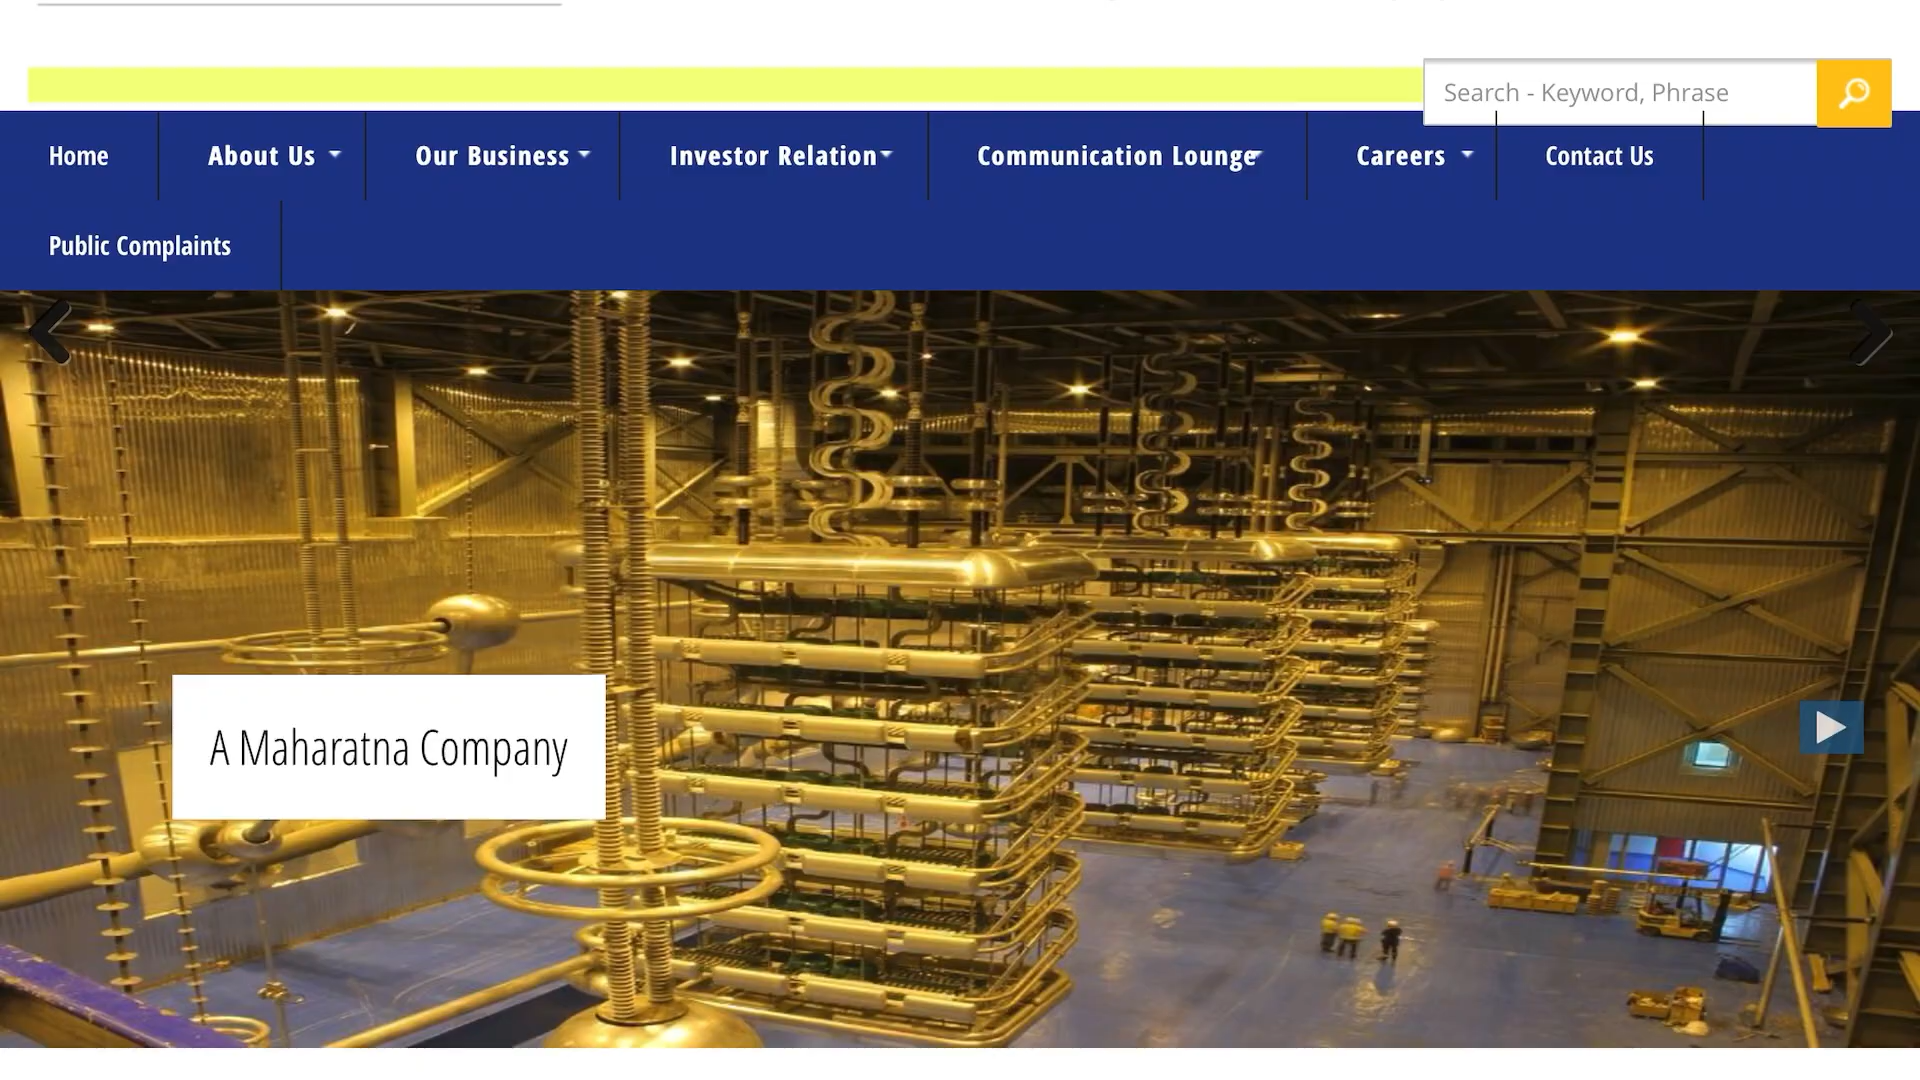 Search - Keyword, Phrase
Home About Us Our Business Investor Relation Communication Lounge Careers Contact Us
Public Complaints
A Maharatna Company